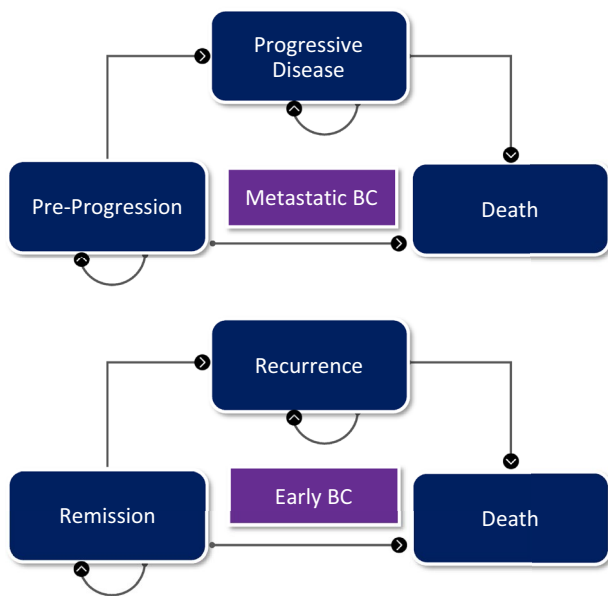 Progressive
Disease
Pre-Progression
Metastatic BC
Death
Recurrence
Remission
Early BC
Death